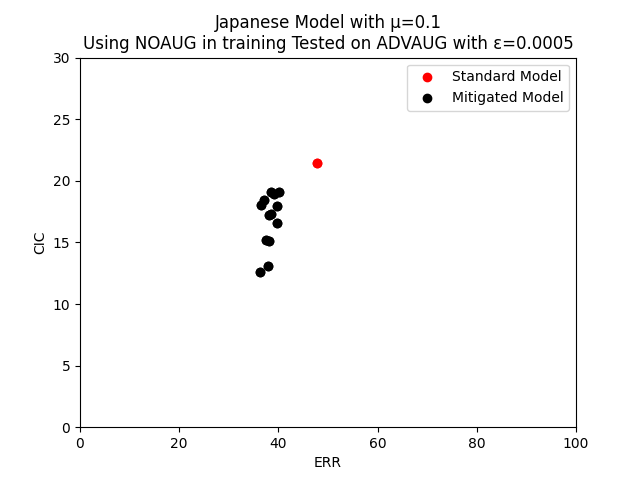 Japanese Model with μ=0.1
Using NOAUG in training Tested on ADVAUG with ε=0.0005
30
25
20
15
10
5
0
CIC
Standard Model
Mitigated Model
0 20 40 60 80 100
ERR